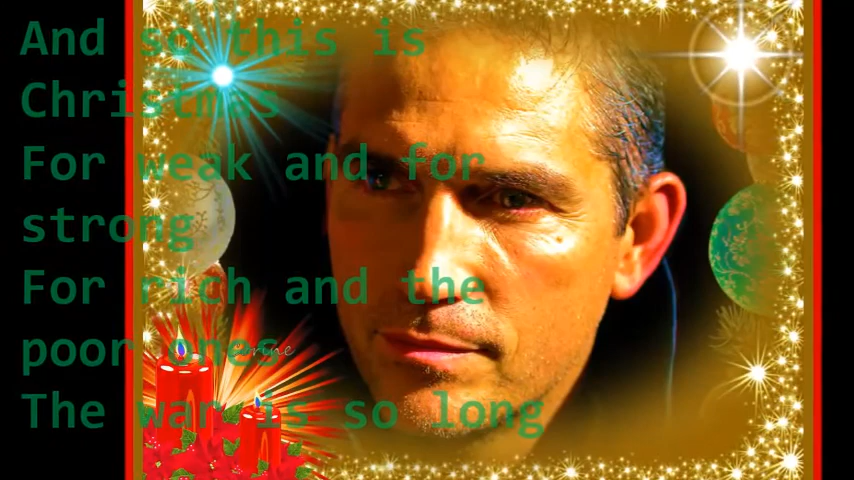 And so this is
Christmas
For weak and for
strong
For rich and the
poor ones
The war is so long
Corine